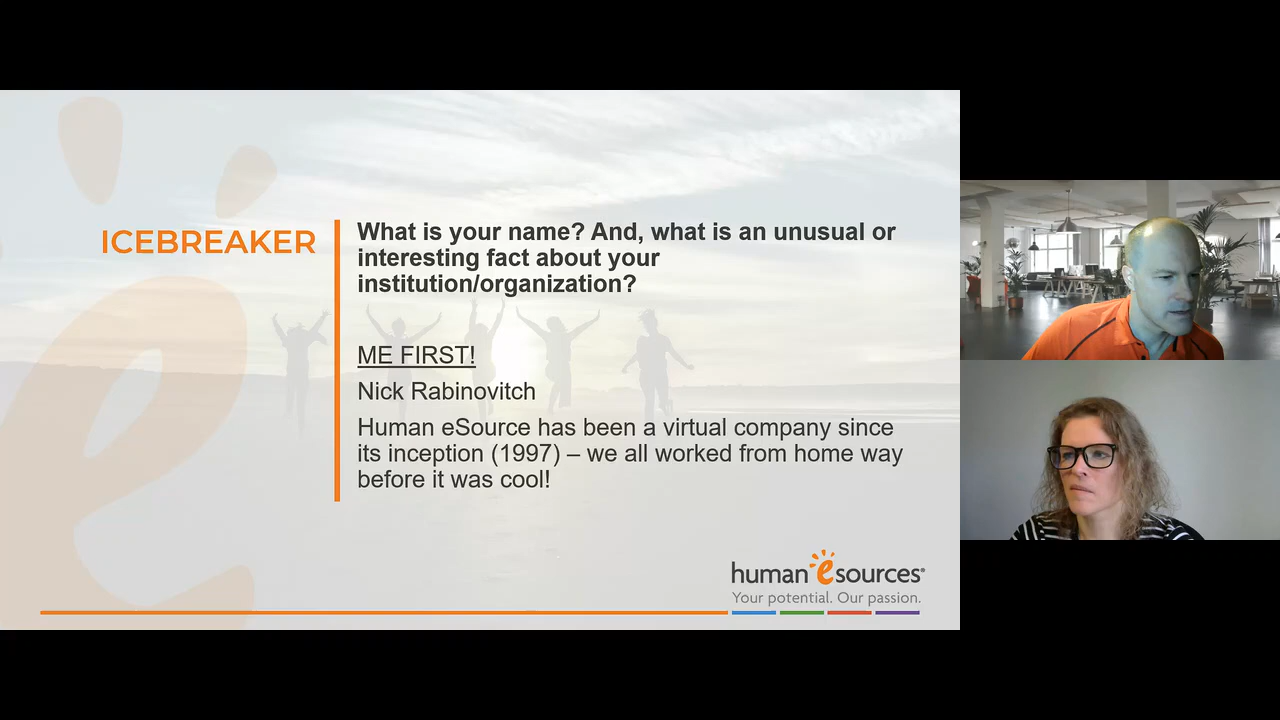 ICEBREAKER
What is your name? And, what is an unusual or
interesting fact about your
institution/organization?
ME FIRST!
Nick Rabinovitch
Human eSource has been a virtual company since
its inception (1997) – we all worked from home way
before it was cool!
human esources®
Your potential. Our passion.